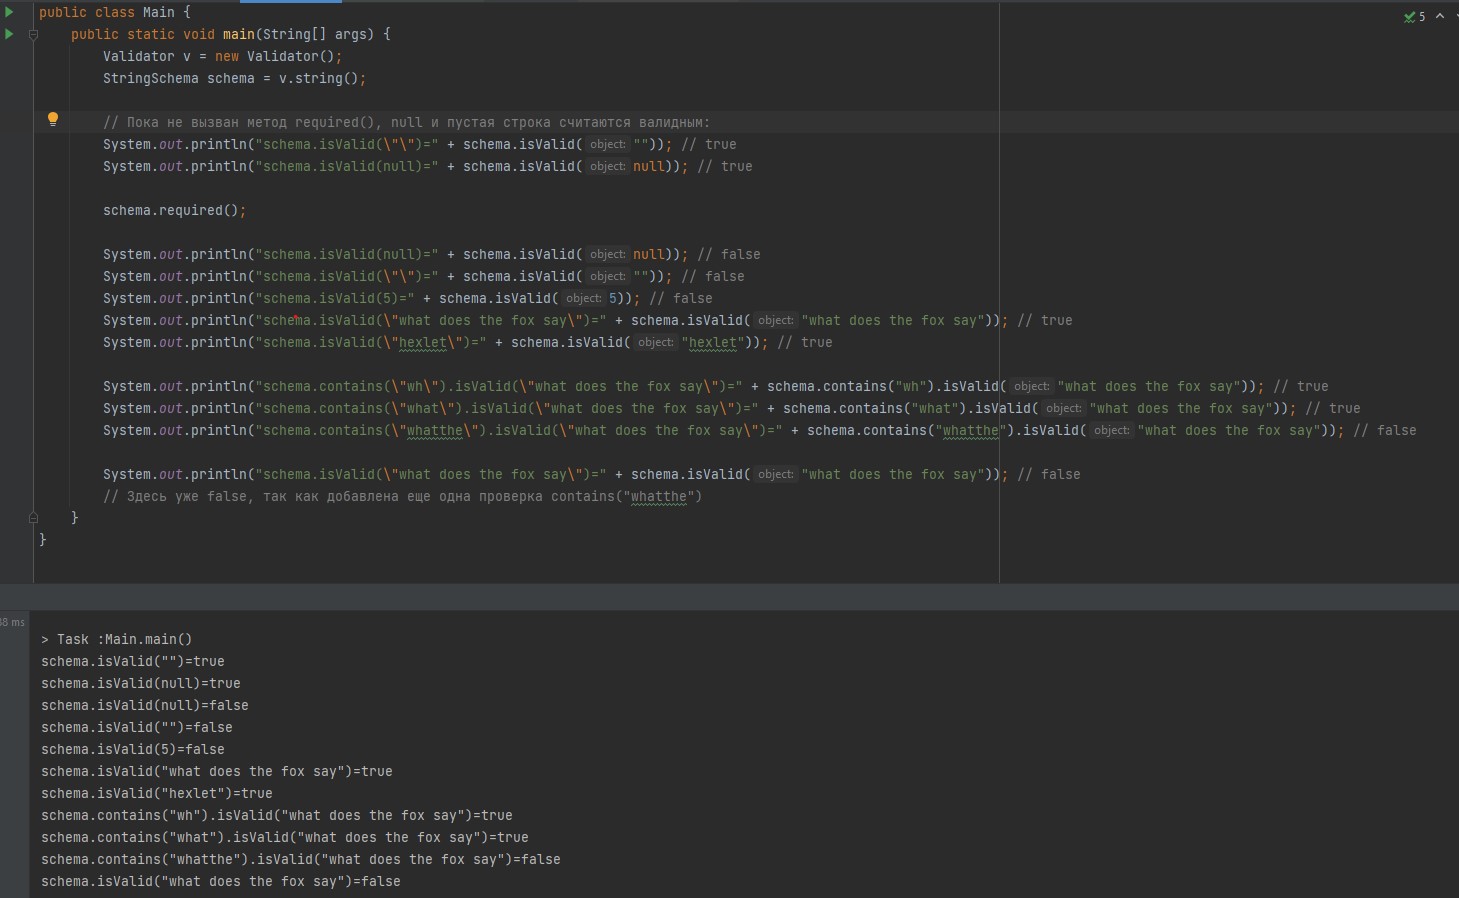 public class Main {
5
public static void main(String[] args) {
Validator v = new Validator();
StringSchema schema = v.string();
// Пока не вызван метод required(), null и пустая строка считаются валидным:
System.out.println("schema.isValid(\"\")=" + schema.isValid( object: "")); // true
System.out.println("schema.isValid(null)=" + schema.isValid( object: null)); // true
schema.required();
System.out.println("schema.isValid(null)=" + schema.isValid( object: null)); // false
System.out.println("schema.isValid(\"\")=" + schema.isValid( object: "")); // false
System.out.println("schema.isValid(5)=" + schema.isValid( object: 5)); // false
System.out.println("schema.isValid(\"what does the fox say\")=" + schema.isValid( object: "what does the fox say")); // true
System.out.println("schema.isValid(\"hexlet\")=" + schema.isValid( object: "hexlet")); // true
System.out.println("schema.contains(\"wh\").isValid(\"what does the fox say\")=" + schema.contains("wh").isValid( object: "what does the fox say")); // true
System.out.println("schema.contains(\"what\").isValid(\"what does the fox say\")=" + schema.contains("what").isValid( object: "what does the fox say")); // true
System.out.println("schema.contains(\"whatthe\").isValid(\"what does the fox say\")=" + schema.contains("whatthe").isValid( object: "what does the fox say")); // false
System.out.println("schema.isValid(\"what does the fox say\")=" + schema.isValid( object: "what does the fox say")); // false
// Здесь уже false, так как добавлена еще одна проверка contains("whatthe")
}
}
8 ms
> Task :Main.main()
schema.isValid("")=true
schema.isValid(null)=true
schema.isValid(null)=false
schema.isValid("")=false
schema.isValid(5)=false
schema.isValid("what does the fox say")=true
schema.isValid("hexlet")=true
schema.contains("wh").isValid("what does the fox say")=true
schema.contains("what").isValid("what does the fox say")=true
schema.contains("whatthe").isValid("what does the fox say")=false
schema.isValid("what does the fox say")=false